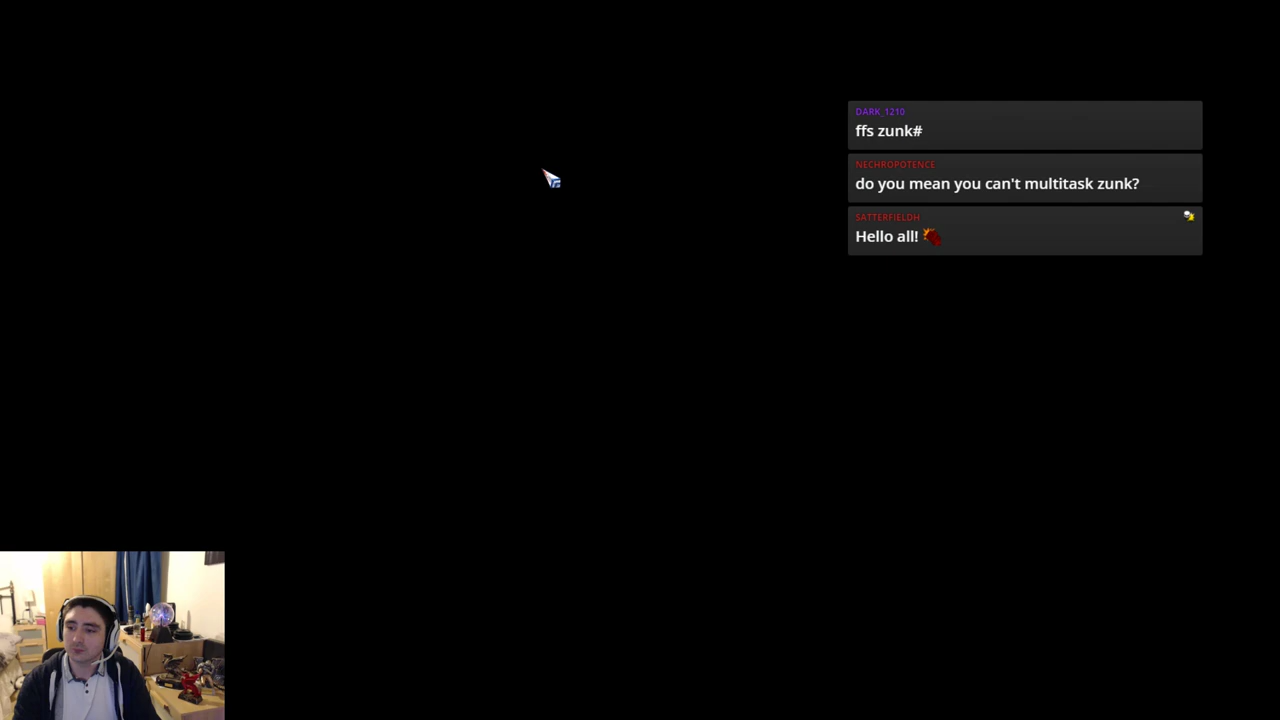 DARK_1210
ffs zunk#
NECHROPOTENCE
do you mean you can't multitask zunk?
SATTERFIELDH
Hello all!